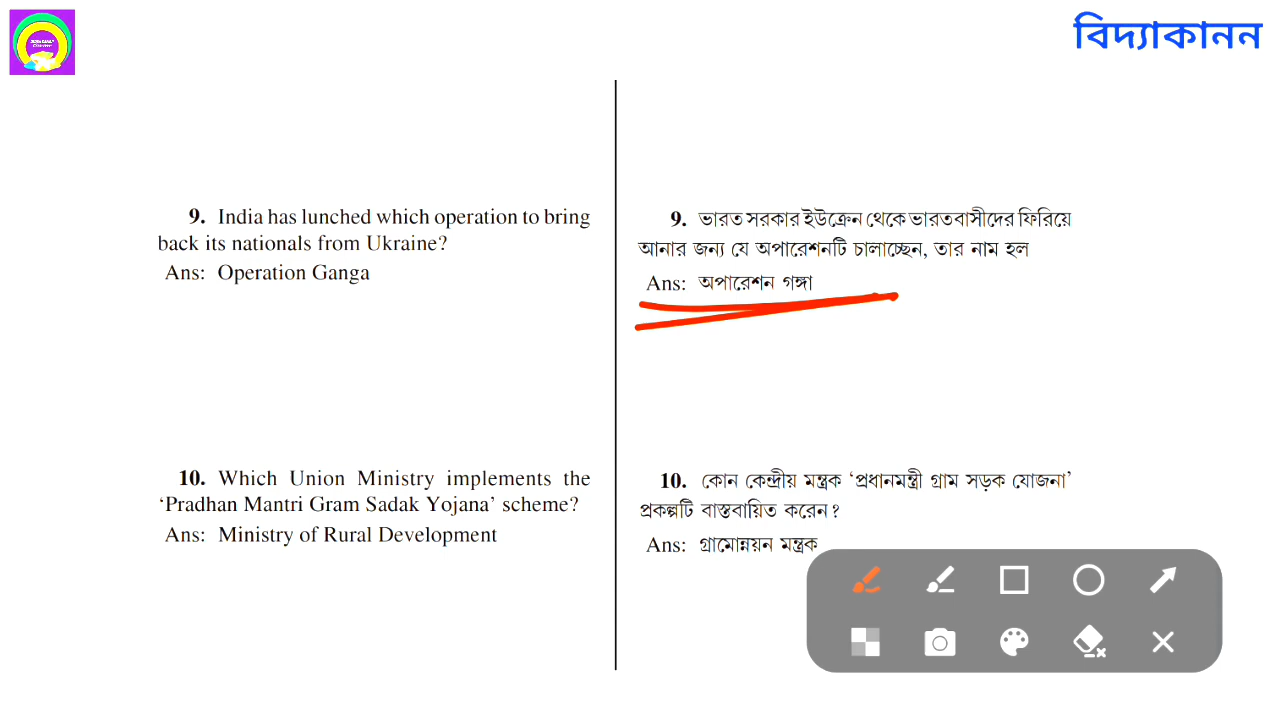 বিদ্যাকানন
9. India has lunched which operation to bring
back its nationals from Ukraine?
Ans: Operation Ganga
10. Which Union Ministry implements the
‘Pradhan Mantri Gram Sadak Yojana’ scheme?
Ans: Ministry of Rural Development
9. ভারত সরকার ইউক্রেন থেকে ভারতবাসীদের ফিরিয়ে
আনার জন্য যে অপারেশনটি চালাচ্ছেন, তার নাম হল
Ans: অপারেশন গঙ্গা
10. কোন কেন্দ্রীয় মন্ত্রক ‘প্রধানমন্ত্রী গ্রাম সড়ক যোজনা’
প্রকল্পটি বাস্তবায়িত করেন?
Ans: গ্রামোন্নয়ন মন্ত্রক